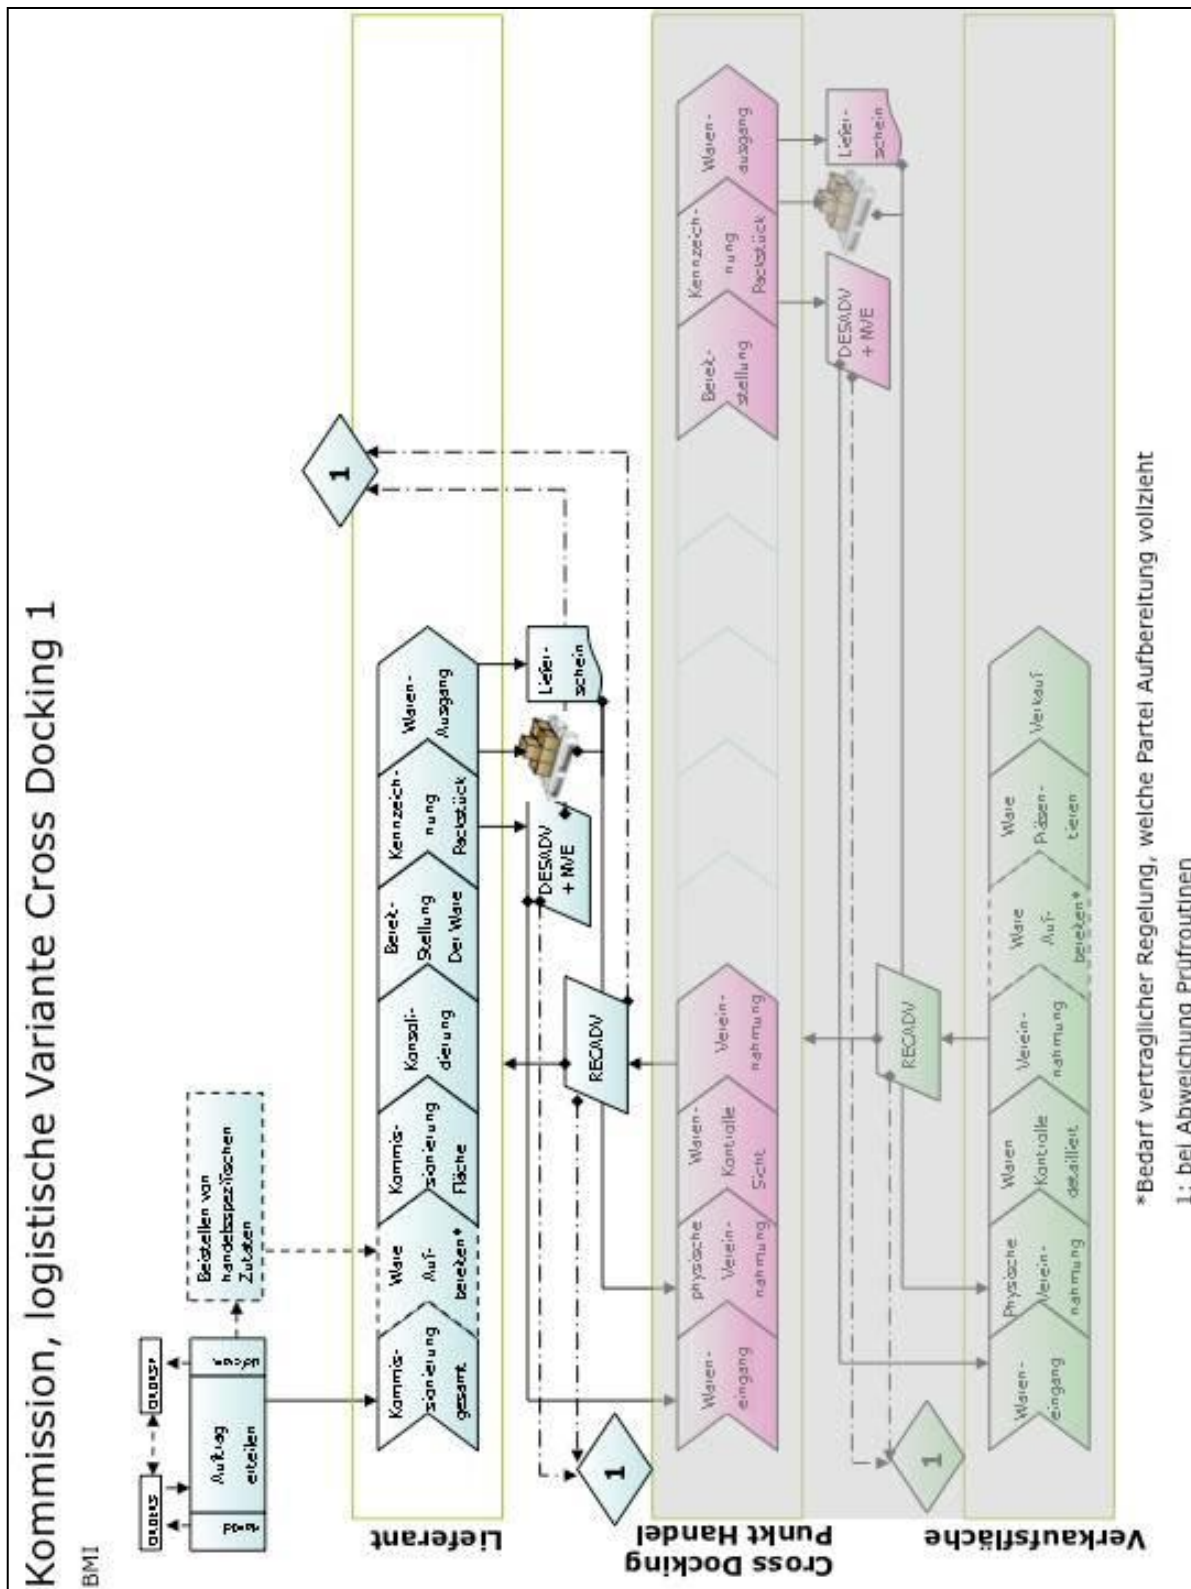 Kommission, logistische Variante Cross Docking 1
BMI
ORDERS
ORDRSP
Auftrag
erteilen
Beistellen von
handelsspezifischen
Zutaten
Lieferant
Kommis-
sionierung
gesamt
Ware
Auf-
bereiten*
Kommis-
sionierung
Fläche
Konsoli-
dierung
Bereit-
Stellung
Der Ware
Kennzeich-
nung
Packstück
Waren-
Ausgang
1
DESADV
+ NVE
Liefer-
schein
RECADV
1
Cross Docking
Punkt Handel
Waren-
eingang
physische
Verein-
nahmung
Waren-
Kontrolle
Sicht
Verein-
nahmung
Bereit-
stellung
Kennzeich-
nung
Packstück
Waren-
ausgang
DESADV
+ NVE
Liefer-
schein
RECADV
1
Verkaufsfläche
Waren-
eingang
Physische
Verein-
nahmung
Waren
Kontrolle
detailliert
Verein-
nahmung
Ware
Auf-
bereiten*
Ware
Präsen-
tieren
Verkauf
*Bedarf vertraglicher Regelung, welche Partei Aufbereitung vollzieht
1: bei Abweichung Prüfroutinen